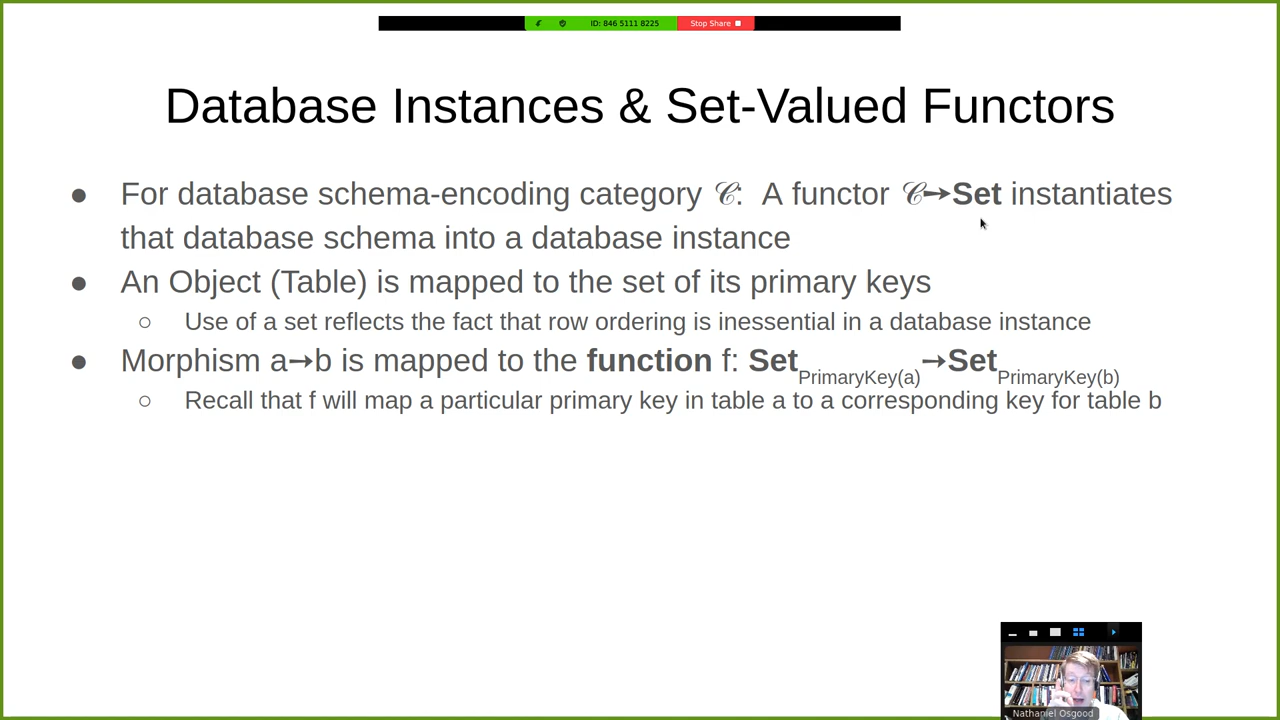 ID: 846 5111 8225 Stop Share
Database Instances & Set-Valued Functors
● For database schema-encoding category 𝒞: A functor 𝒞→Set instantiates
that database schema into a database instance
● An Object (Table) is mapped to the set of its primary keys
○ Use of a set reflects the fact that row ordering is inessential in a database instance
● Morphism a→b is mapped to the function f: Set PrimaryKey(a) →Set PrimaryKey(b)
○ Recall that f will map a particular primary key in table a to a corresponding key for table b
Nathaniel Osgood